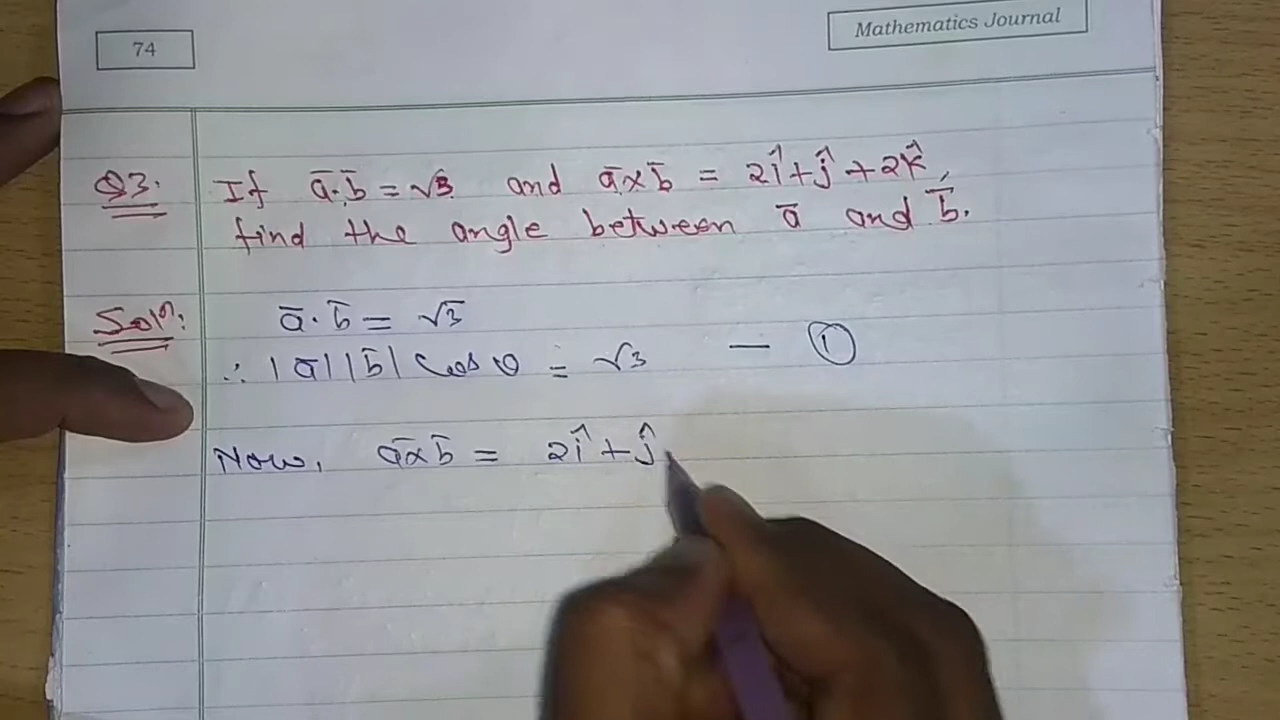 74
Mathematics Journal
Q3. If a̅·b̅ = √3 and a̅×b̅ = 2î+ĵ+2k̂,
find the angle between a̅ and b̅.
Solⁿ: a̅·b̅ = √3
∴ |a̅||b̅| cos θ = √3 — ①
Now, a̅×b̅ = 2î+ĵ